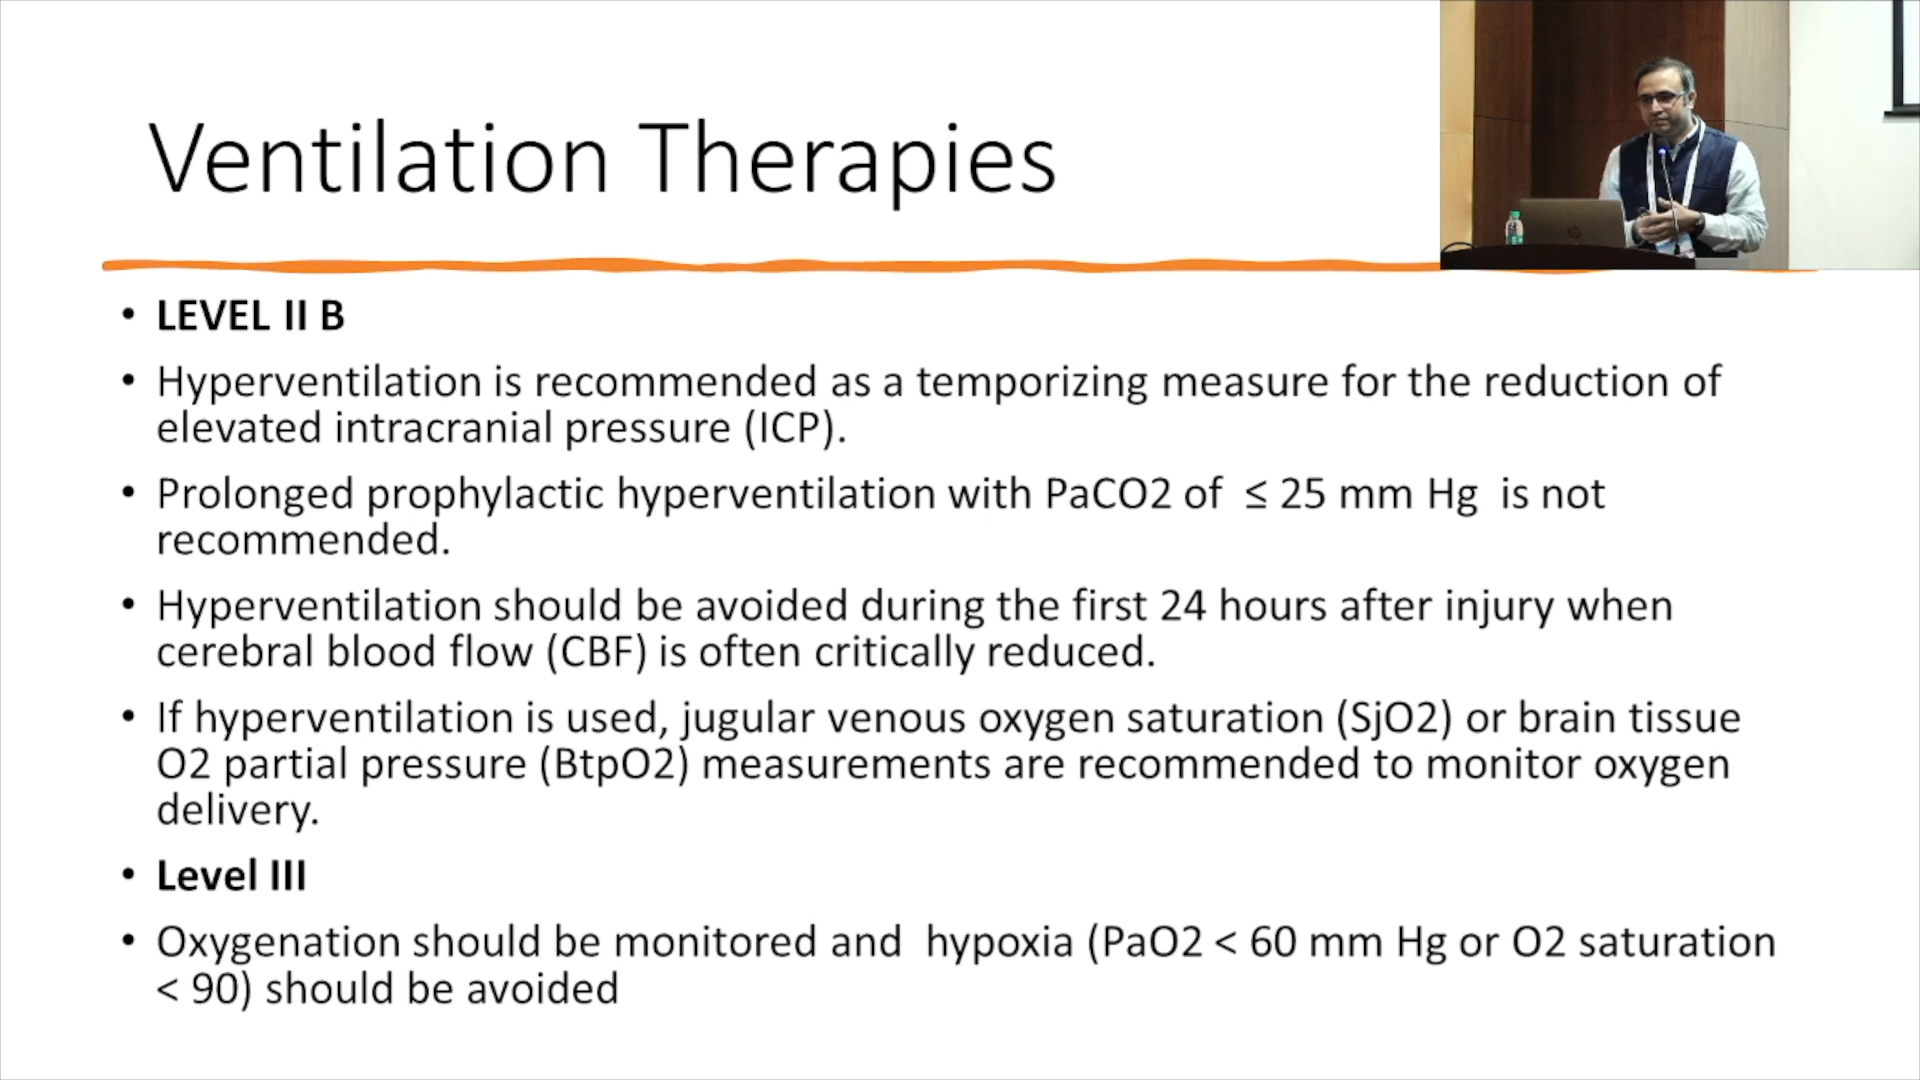 Ventilation Therapies
• LEVEL II B
• Hyperventilation is recommended as a temporizing measure for the reduction of
elevated intracranial pressure (ICP).
• Prolonged prophylactic hyperventilation with PaCO2 of ≤ 25 mm Hg is not
recommended.
• Hyperventilation should be avoided during the first 24 hours after injury when
cerebral blood flow (CBF) is often critically reduced.
• If hyperventilation is used, jugular venous oxygen saturation (SjO2) or brain tissue
O2 partial pressure (BtpO2) measurements are recommended to monitor oxygen
delivery.
• Level III
• Oxygenation should be monitored and hypoxia (PaO2 < 60 mm Hg or O2 saturation
< 90) should be avoided